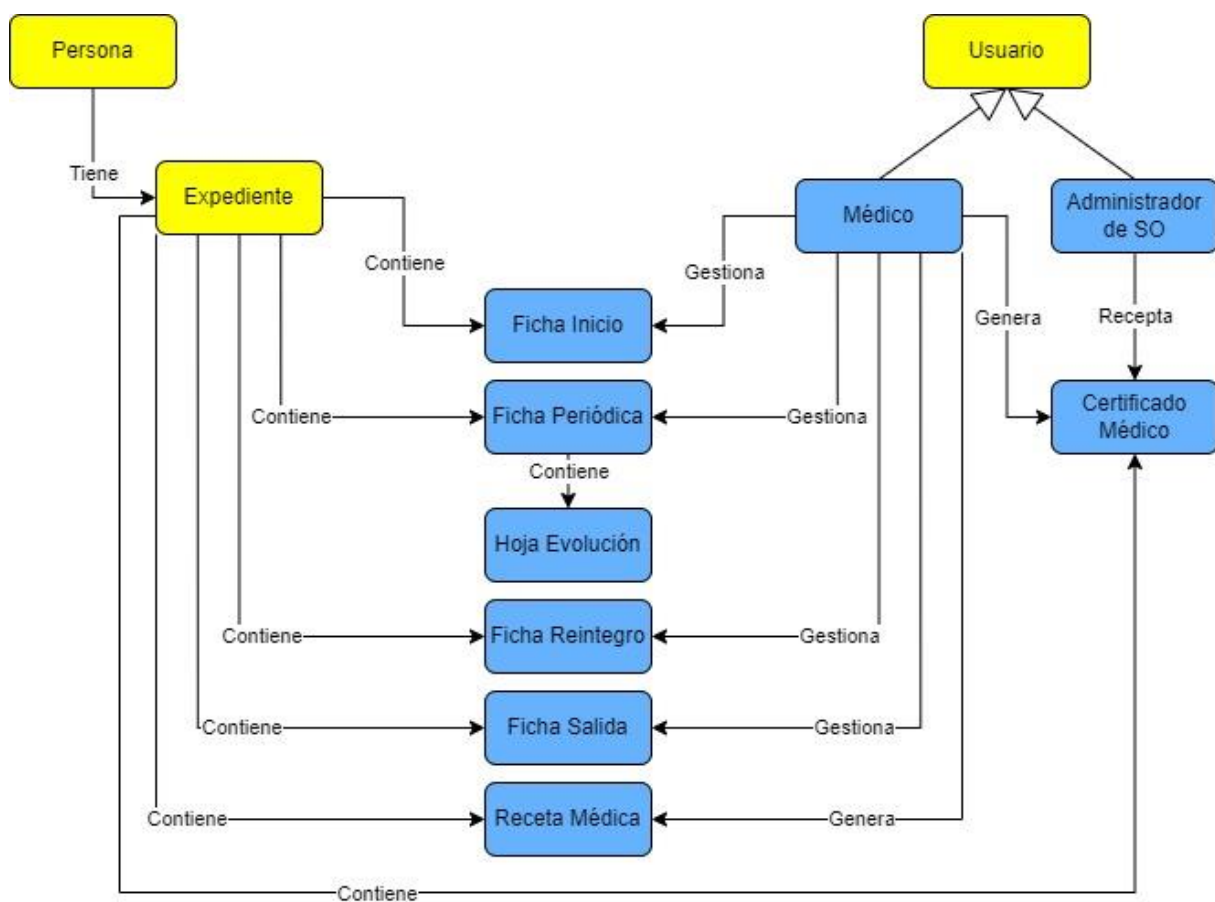 Persona
Usuario
Tiene
Expediente
Médico
Administrador
de SO
Contiene
Gestiona
Ficha Inicio
Genera
Recepta
Contiene
Ficha Periódica
Gestiona
Certificado
Médico
Contiene
Hoja Evolución
Contiene
Ficha Reintegro
Gestiona
Contiene
Ficha Salida
Gestiona
Contiene
Receta Médica
Genera
Contiene